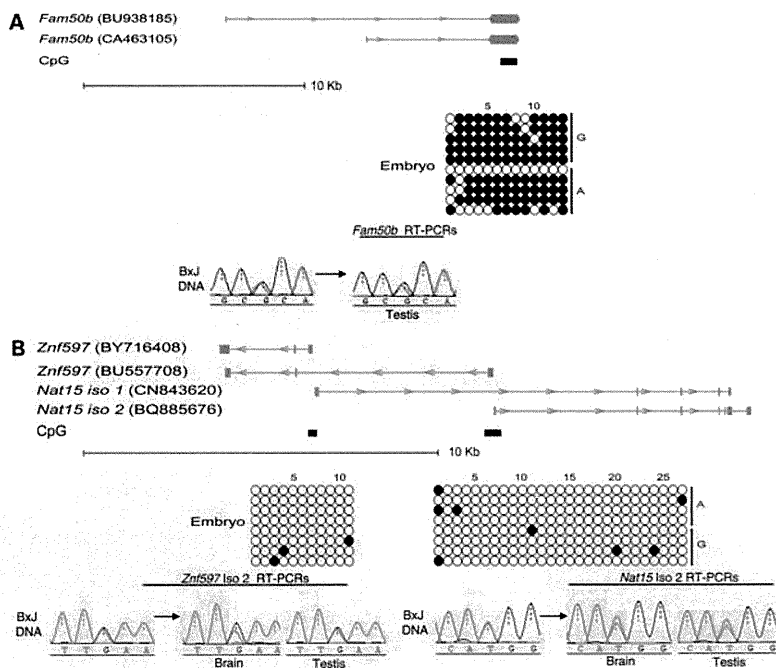 A
Fam50b (BU938185)
Fam50b (CA463105)
CpG
10 Kb
5 10
G
Embryo
A
Fam50b RT-PCRs
BxJ
DNA
G C G C A
G C G C A
Testis
B
Znf597 (BY716408)
Znf597 (BU557708)
Nat15 iso 1 (CN843620)
Nat15 iso 2 (BQ885676)
CpG
10 Kb
5 10
5 10 15 20 25
Embryo
A
G
Znf597 Iso 2 RT-PCRs
Nat15 Iso 2 RT-PCRs
BxJ
DNA
T T G A A
T T G A A
T T G A A
Brain
Testis
BxJ
DNA
C A T G G
C A T G G
C A T G G
Brain
Testis